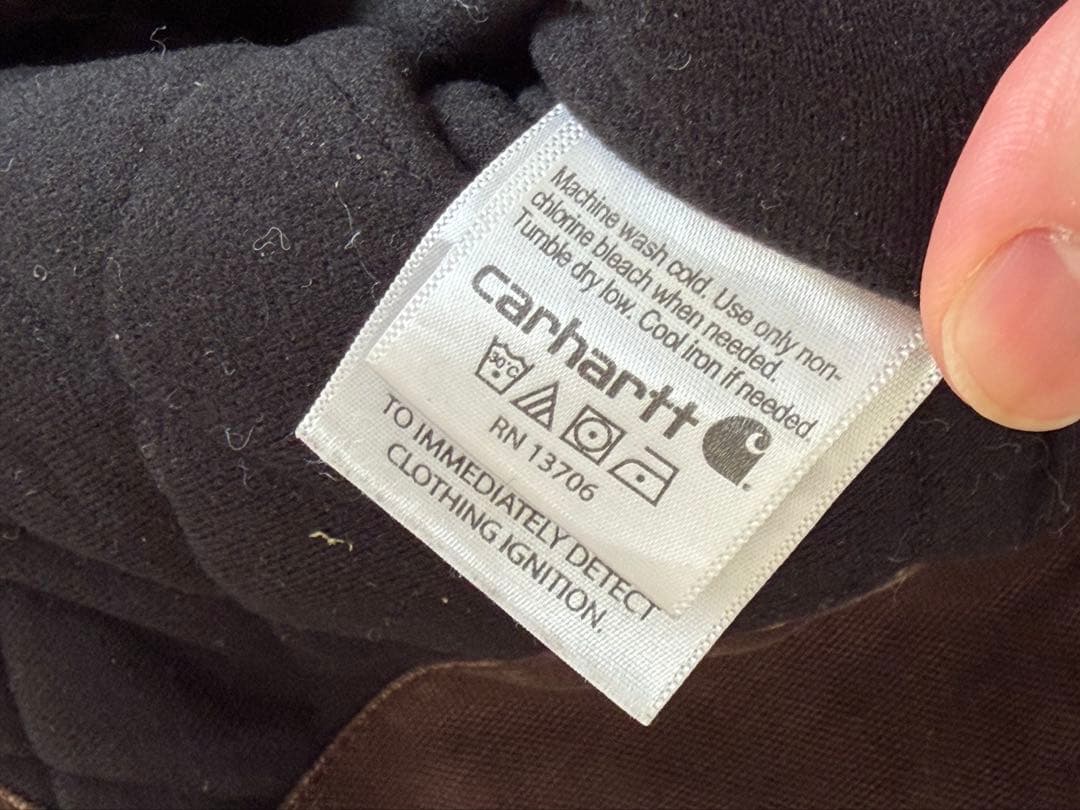 Machine wash cold. Use only non-
chlorine bleach when needed.
Tumble dry low. Cool iron if needed.
carhartt
30°C
RN 13706
TO IMMEDIATELY DETECT
CLOTHING IGNITION.